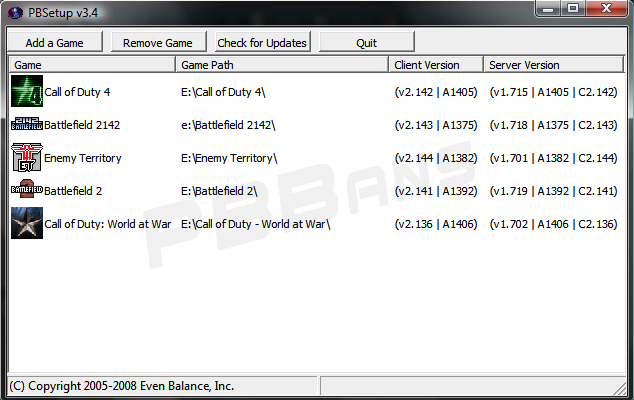 PBSetup v3.4
Add a Game Remove Game Check for Updates Quit
Game Game Path Client Version Server Version
4 Call of Duty 4 E:\Call of Duty 4\ (v2.142 | A1405) (v1.715 | A1405 | C2.142)
2142 BATTLEFIELD Battlefield 2142 e:\Battlefield 2142\ (v2.143 | A1375) (v1.718 | A1375 | C2.143)
ET Enemy Territory E:\Enemy Territory\ (v2.144 | A1382) (v1.701 | A1382 | C2.144)
BATTLEFIELD Battlefield 2 E:\Battlefield 2\ (v2.141 | A1392) (v1.719 | A1392 | C2.141)
Call of Duty: World at War E:\Call of Duty - World at War\ (v2.136 | A1406) (v1.702 | A1406 | C2.136)
PBBans
(C) Copyright 2005-2008 Even Balance, Inc.